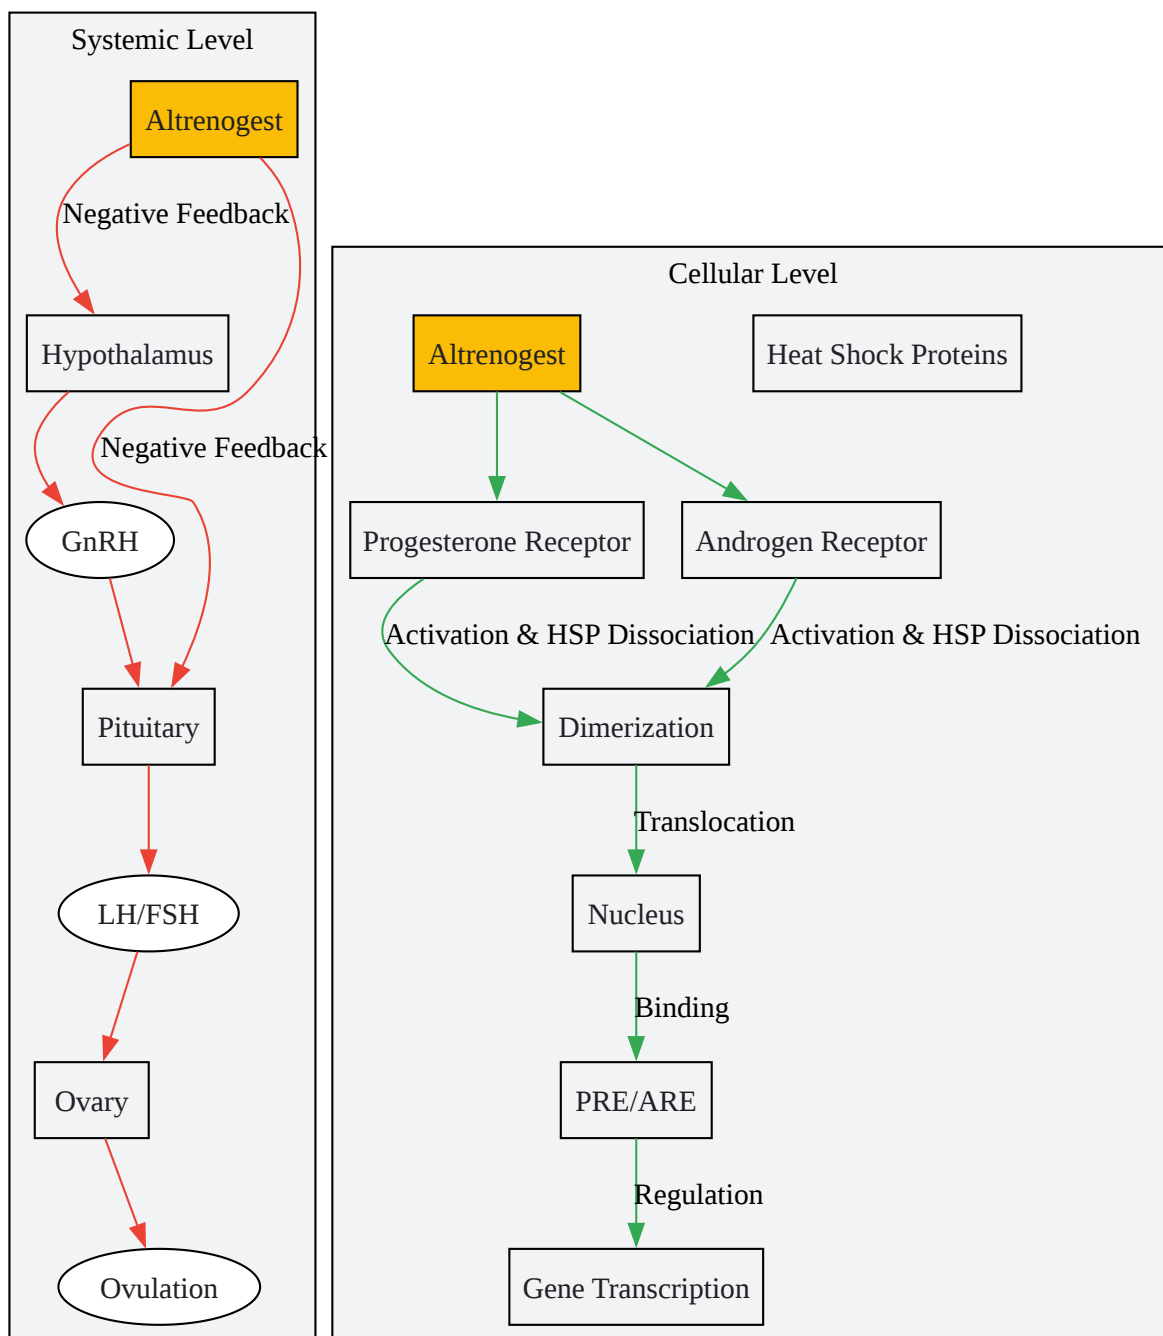 Systemic Level
Altrenogest
Negative Feedback
Hypothalamus
Negative Feedback
GnRH
Pituitary
LH/FSH
Ovary
Ovulation
Cellular Level
Altrenogest
Heat Shock Proteins
Progesterone Receptor
Androgen Receptor
Activation & HSP Dissociation
Activation & HSP Dissociation
Dimerization
Translocation
Nucleus
Binding
PRE/ARE
Regulation
Gene Transcription